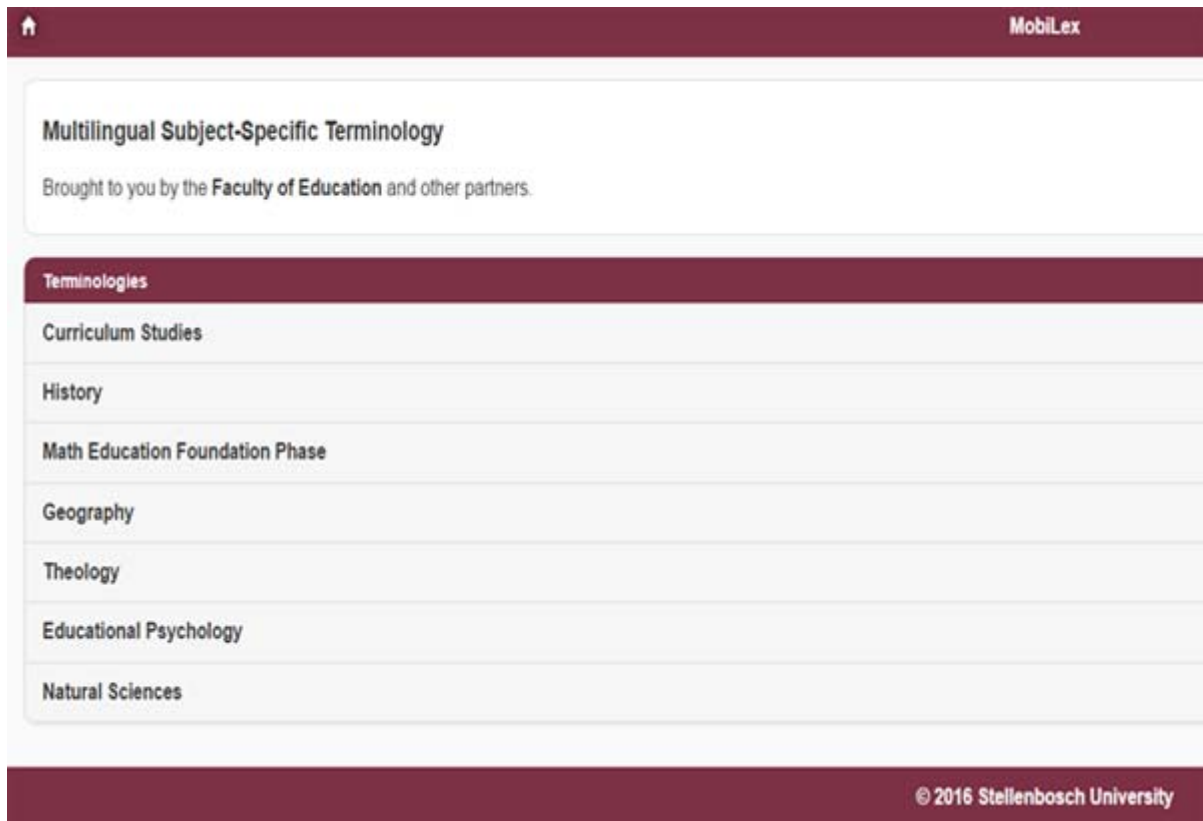 MobiLex
Multilingual Subject-Specific Terminology
Brought to you by the Faculty of Education and other partners.
Terminologies
Curriculum Studies
History
Math Education Foundation Phase
Geography
Theology
Educational Psychology
Natural Sciences
© 2016 Stellenbosch University